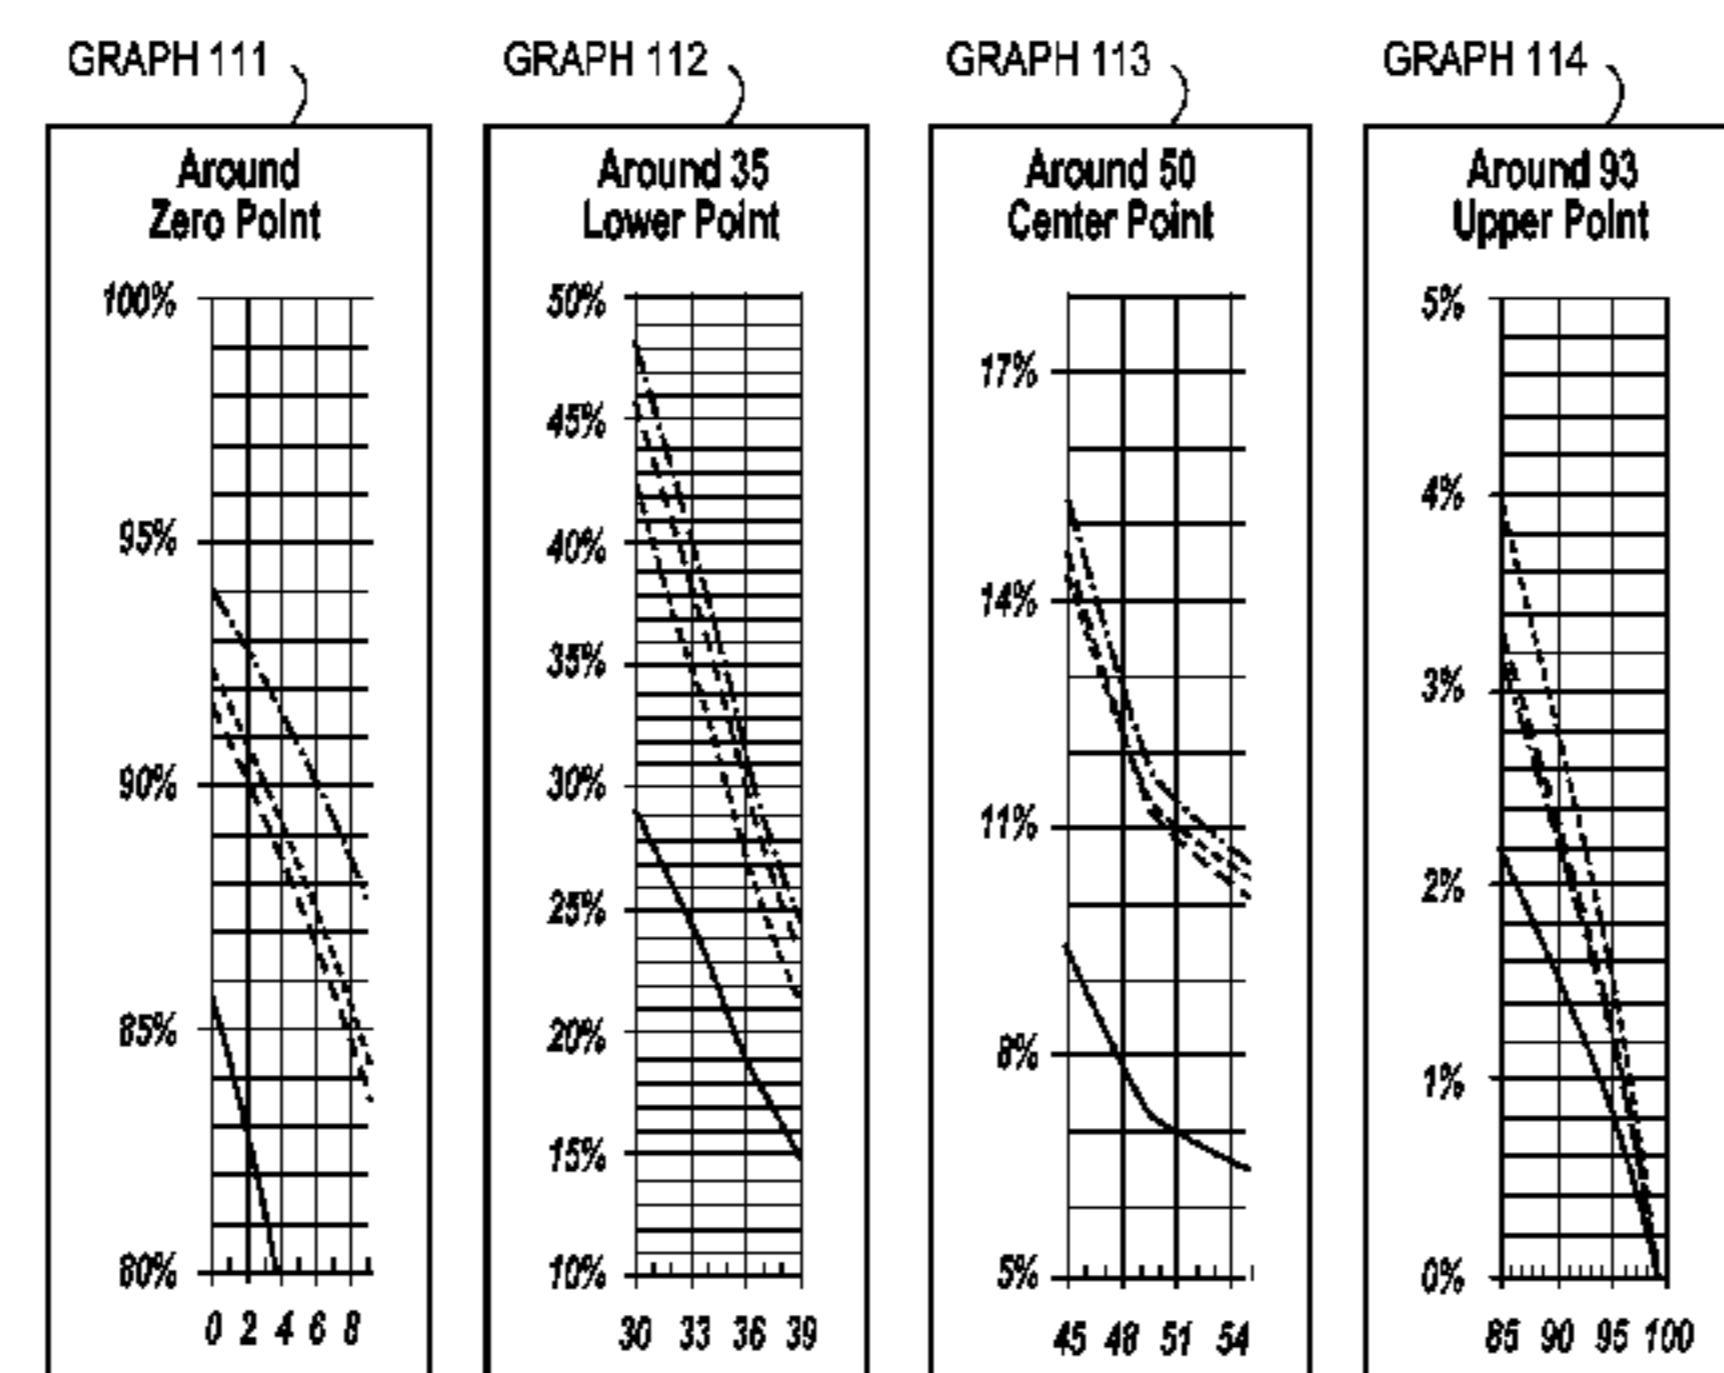 GRAPH 111
Around
Zero Point
100%
95%
90%
85%
80%
0 2 4 6 8
GRAPH 112
Around 35
Lower Point
50%
45%
40%
35%
30%
25%
20%
15%
10%
30 33 36 39
GRAPH 113
Around 50
Center Point
17%
14%
11%
8%
5%
45 48 51 54
GRAPH 114
Around 93
Upper Point
5%
4%
3%
2%
1%
0%
85 90 95 100